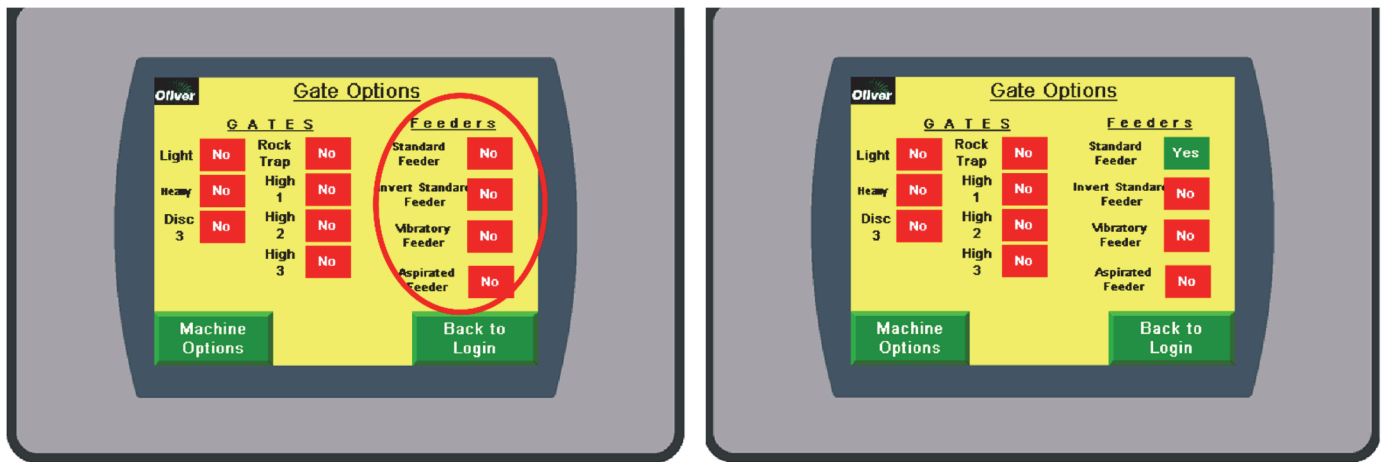 Oliver
Gate Options
G A T E S
Feeders
Light No
Rock
Trap No
Standard
Feeder No
Heavy No
High
1 No
Invert Standard
Feeder No
Disc
3 No
High
2 No
Vibratory
Feeder No
High
3 No
Aspirated
Feeder No
Machine
Options
Back to
Login
Oliver
Gate Options
G A T E S
Feeders
Light No
Rock
Trap No
Standard
Feeder Yes
Heavy No
High
1 No
Invert Standard
Feeder No
Disc
3 No
High
2 No
Vibratory
Feeder No
High
3 No
Aspirated
Feeder No
Machine
Options
Back to
Login